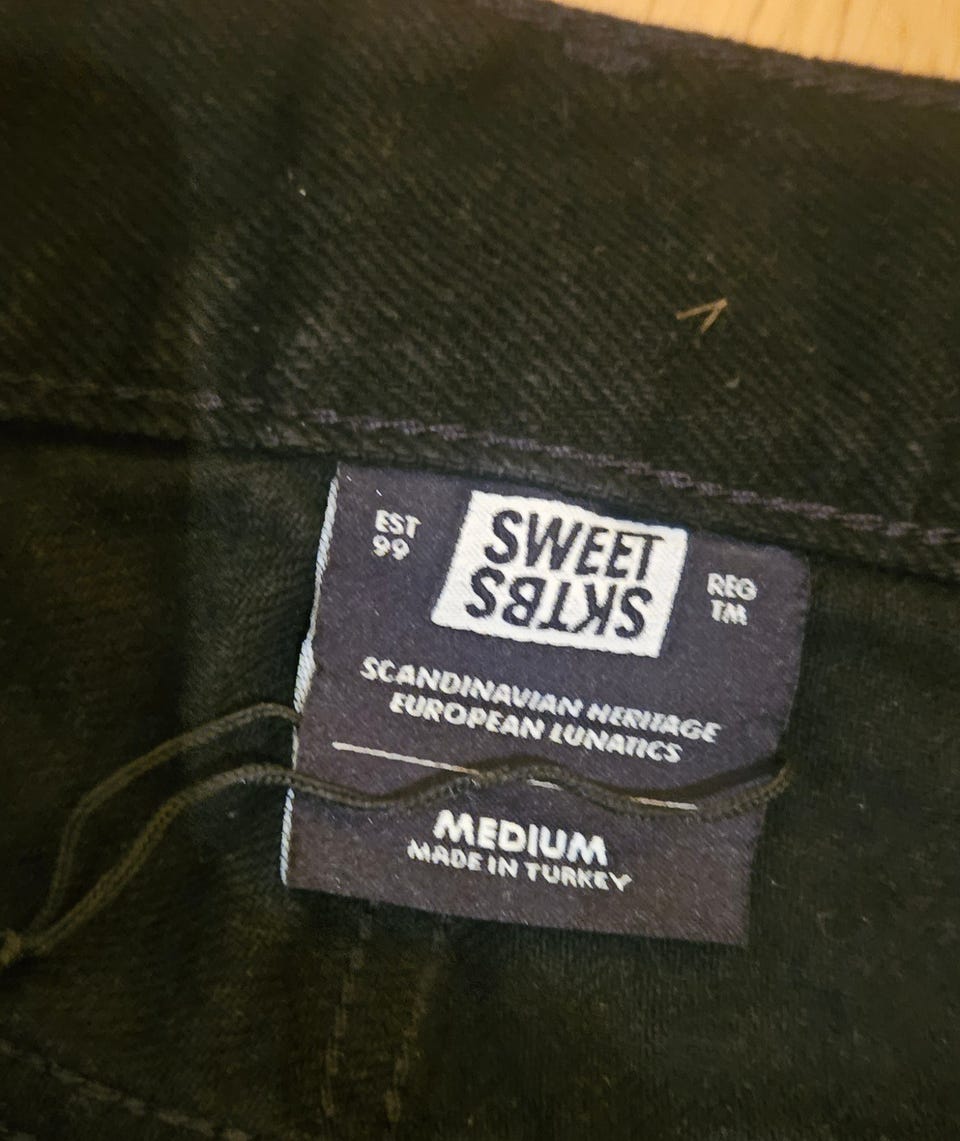 EST
99
SWEET
SKTBS
REG
TM
SCANDINAVIAN HERITAGE
EUROPEAN LUNATICS
MEDIUM
MADE IN TURKEY